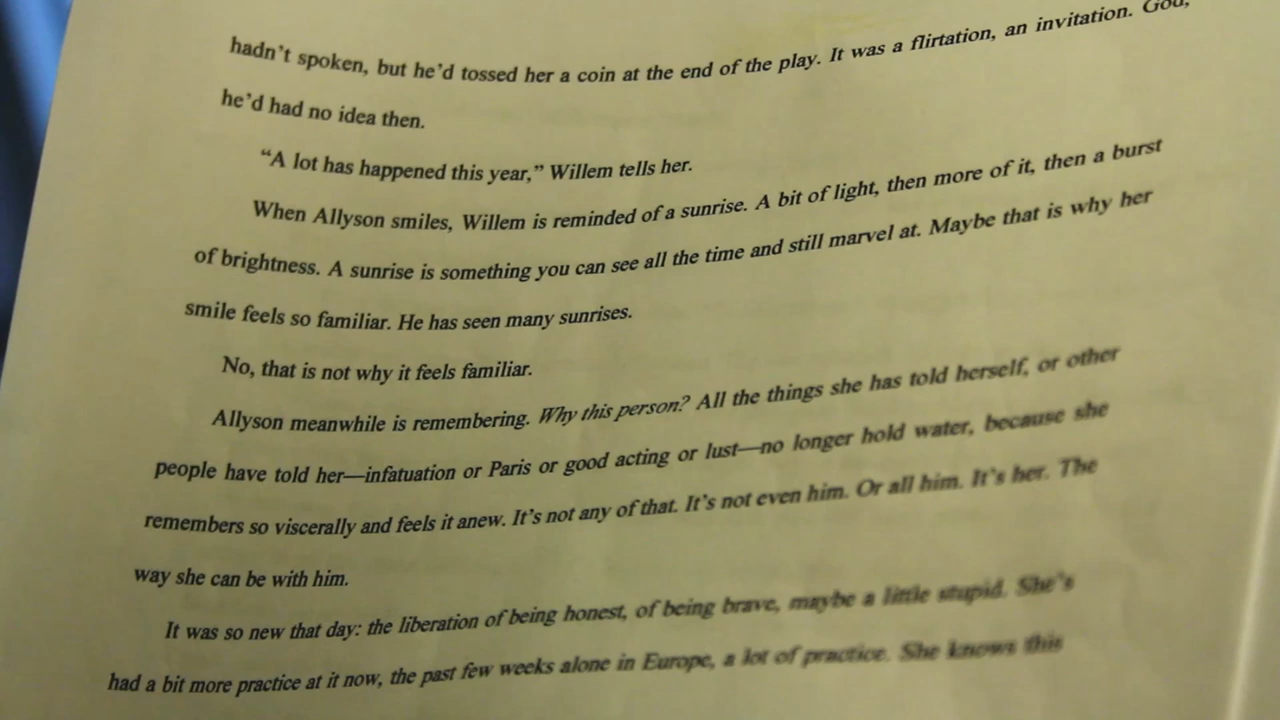 hadn't spoken, but he'd tossed her a coin at the end of the play. It was a flirtation, an invitation. God,
he'd had no idea then.
“A lot has happened this year,” Willem tells her.
When Allyson smiles, Willem is reminded of a sunrise. A bit of light, then more of it, then a burst
of brightness. A sunrise is something you can see all the time and still marvel at. Maybe that is why her
smile feels so familiar. He has seen many sunrises.
No, that is not why it feels familiar.
Allyson meanwhile is remembering. Why this person? All the things she has told herself, or other
people have told her—infatuation or Paris or good acting or lust—no longer hold water, because she
remembers so viscerally and feels it anew. It's not any of that. It's not even him. Or all him. It's her. The
way she can be with him.
It was so new that day: the liberation of being honest, of being brave, maybe a little stupid. She's
had a bit more practice at it now, the past few weeks alone in Europe, a lot of practice. She knows this